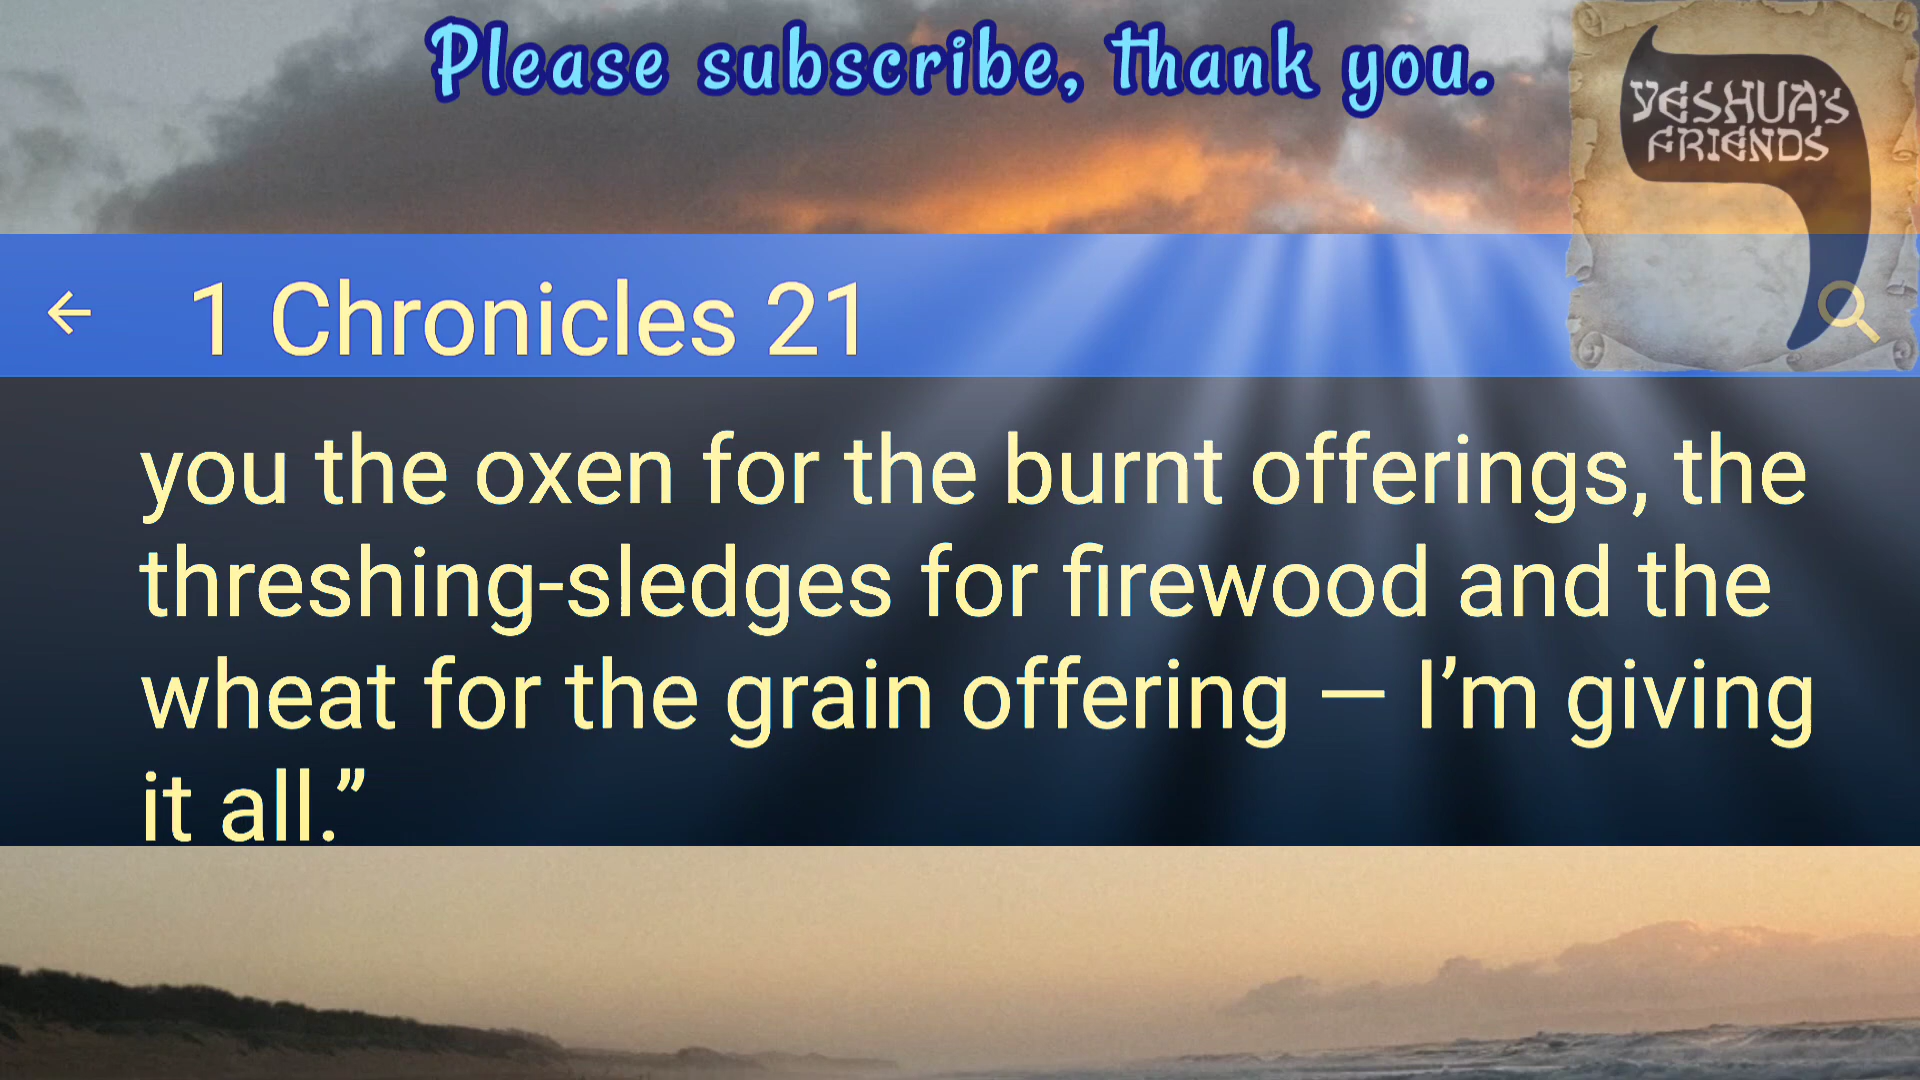 Please subscribe, thank you.
YESHUA'S
FRIENDS
1 Chronicles 21
you the oxen for the burnt offerings, the
threshing-sledges for firewood and the
wheat for the grain offering — I’m giving
it all.”